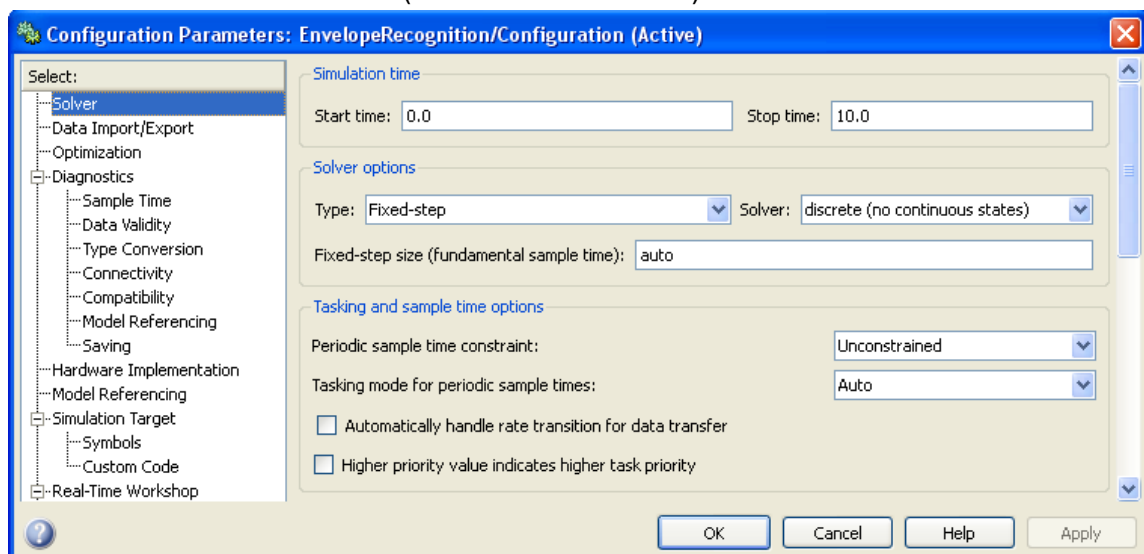 Configuration Parameters: EnvelopeRecognition/Configuration (Active)
Select:
Solver
Data Import/Export
Optimization
Diagnostics
Sample Time
Data Validity
Type Conversion
Connectivity
Compatibility
Model Referencing
Saving
Hardware Implementation
Model Referencing
Simulation Target
Symbols
Custom Code
Real-Time Workshop
Simulation time
Start time: 0.0 Stop time: 10.0
Solver options
Type: Fixed-step Solver: discrete (no continuous states)
Fixed-step size (fundamental sample time): auto
Tasking and sample time options
Periodic sample time constraint: Unconstrained
Tasking mode for periodic sample times: Auto
Automatically handle rate transition for data transfer
Higher priority value indicates higher task priority
OK Cancel Help Apply